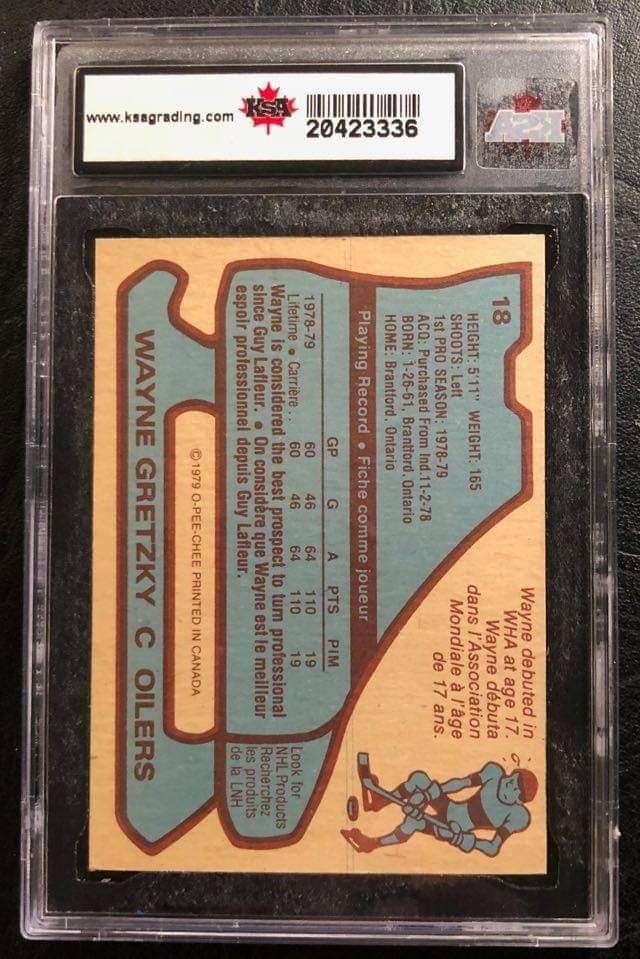 www.ksagrading.com
KSA
20423336
KSA
18
HEIGHT: 5'11" WEIGHT: 165
SHOOTS: Left
1st PRO SEASON: 1978-79
ACQ: Purchased From Ind. 11-2-78
BORN: 1-26-61, Brantford, Ontario
HOME: Brantford, Ontario
Wayne debuted in
WHA at age 17.
Wayne débuta
dans l'Association
Mondiale à l'âge
de 17 ans.
Playing Record • Fiche comme joueur
GP G A PTS PIM
1978-79 60 46 64 110 19
Lifetime • Carrière . . 60 46 64 110 19
Wayne is considered the best prospect to turn professional
since Guy Lafleur. • On considère que Wayne est le meilleur
espoir professionnel depuis Guy Lafleur.
Look for
NHL Products
Recherchez
les produits
de la LNH
© 1979 O-PEE-CHEE PRINTED IN CANADA
WAYNE GRETZKY C OILERS